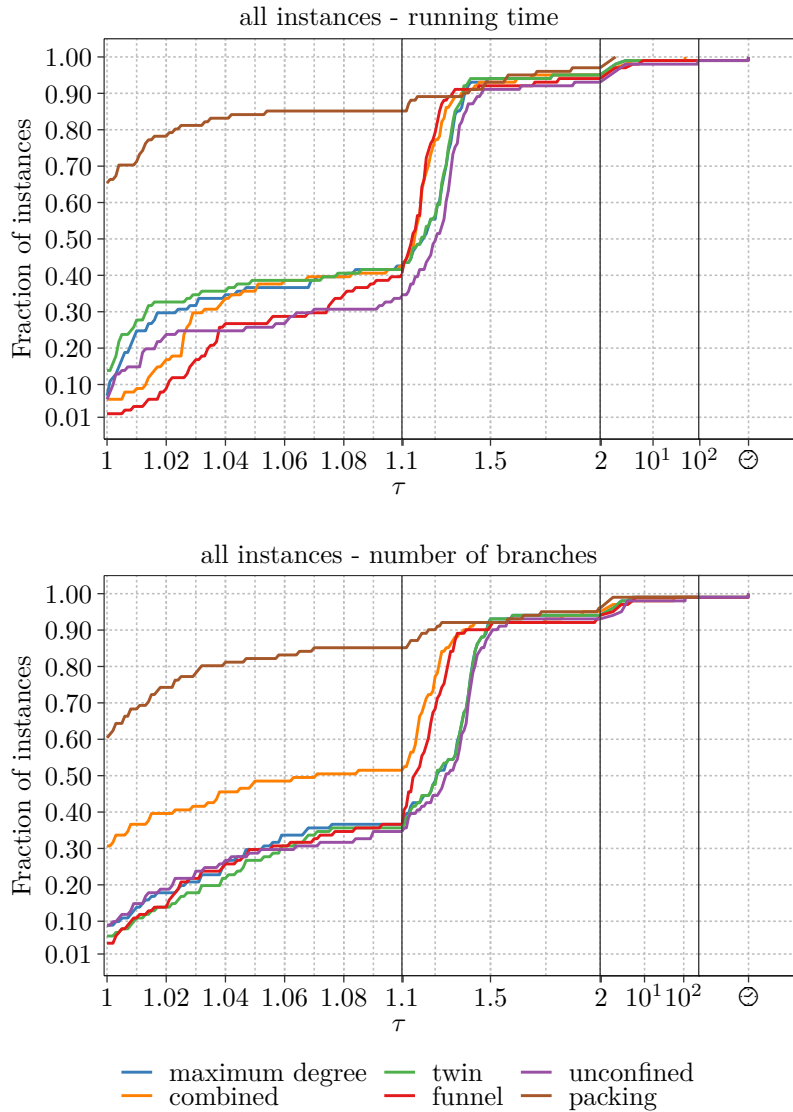 all instances - running time
1.00
0.90
0.80
0.70
0.60
0.50
0.40
0.30
0.20
0.10
0.01
Fraction of instances
1 1.02 1.04 1.06 1.08 1.1 1.5 2 10¹ 10²
τ
all instances - number of branches
1.00
0.90
0.80
0.70
0.60
0.50
0.40
0.30
0.20
0.10
0.01
Fraction of instances
1 1.02 1.04 1.06 1.08 1.1 1.5 2 10¹ 10²
τ
maximum degree twin unconfined
combined funnel packing